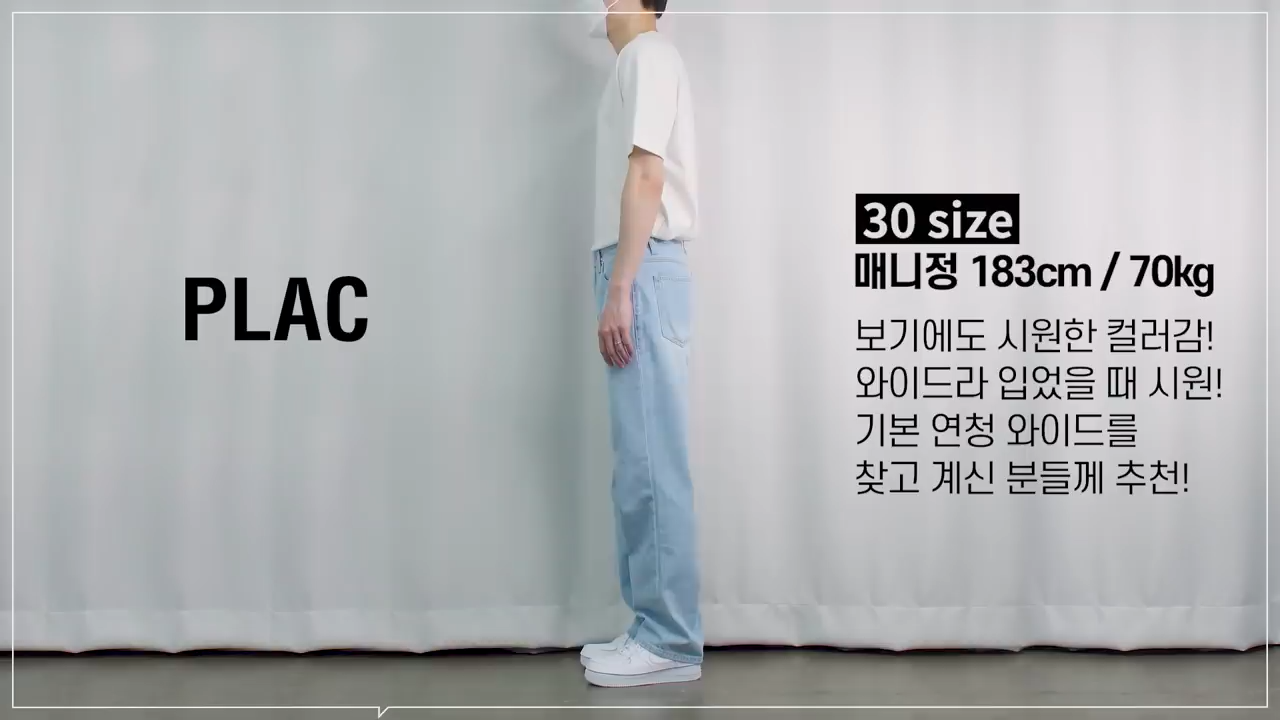 PLAC
30 size
매니정 183cm / 70kg
보기에도 시원한 컬러감!
와이드라 입었을 때 시원!
기본 연청 와이드를
찾고 계신 분들께 추천!